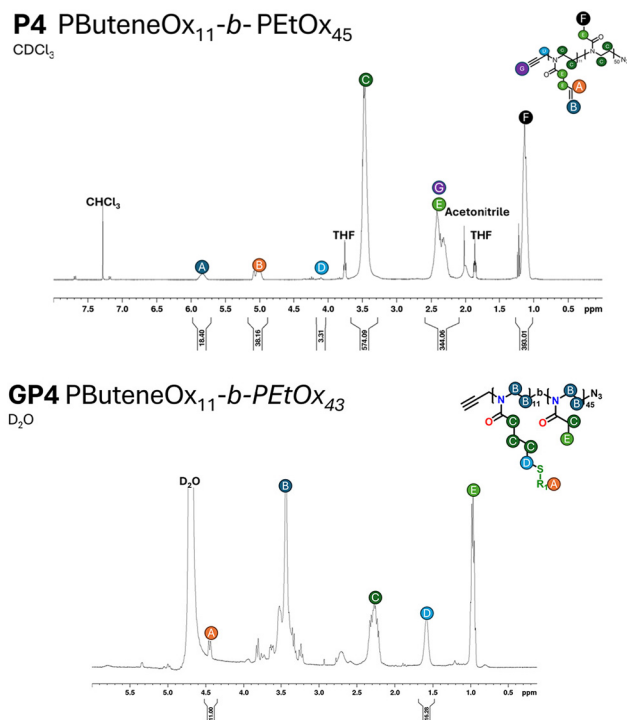 P4 PButeneOx11-b- PEtOx45
CDCl3
F
E
O
G
N
D
C
C
11
N
C
C
50
N
O
E
E
A
B
C
F
G
E
Acetonitrile
CHCl3
THF
THF
A
B
D
7.5 7.0 6.5 6.0 5.5 5.0 4.5 4.0 3.5 3.0 2.5 2.0 1.5 1.0 0.5 ppm
18.40
38.16
3.31
574.09
344.06
393.01
GP4 PButeneOx11-b-PEtOx43
D2O
B B b B B N3
N 11 N 45
O C O C
C E
C
D S
R1 A
D2O
B
E
C
D
A
5.5 5.0 4.5 4.0 3.5 3.0 2.5 2.0 1.5 1.0 0.5 ppm
11.00